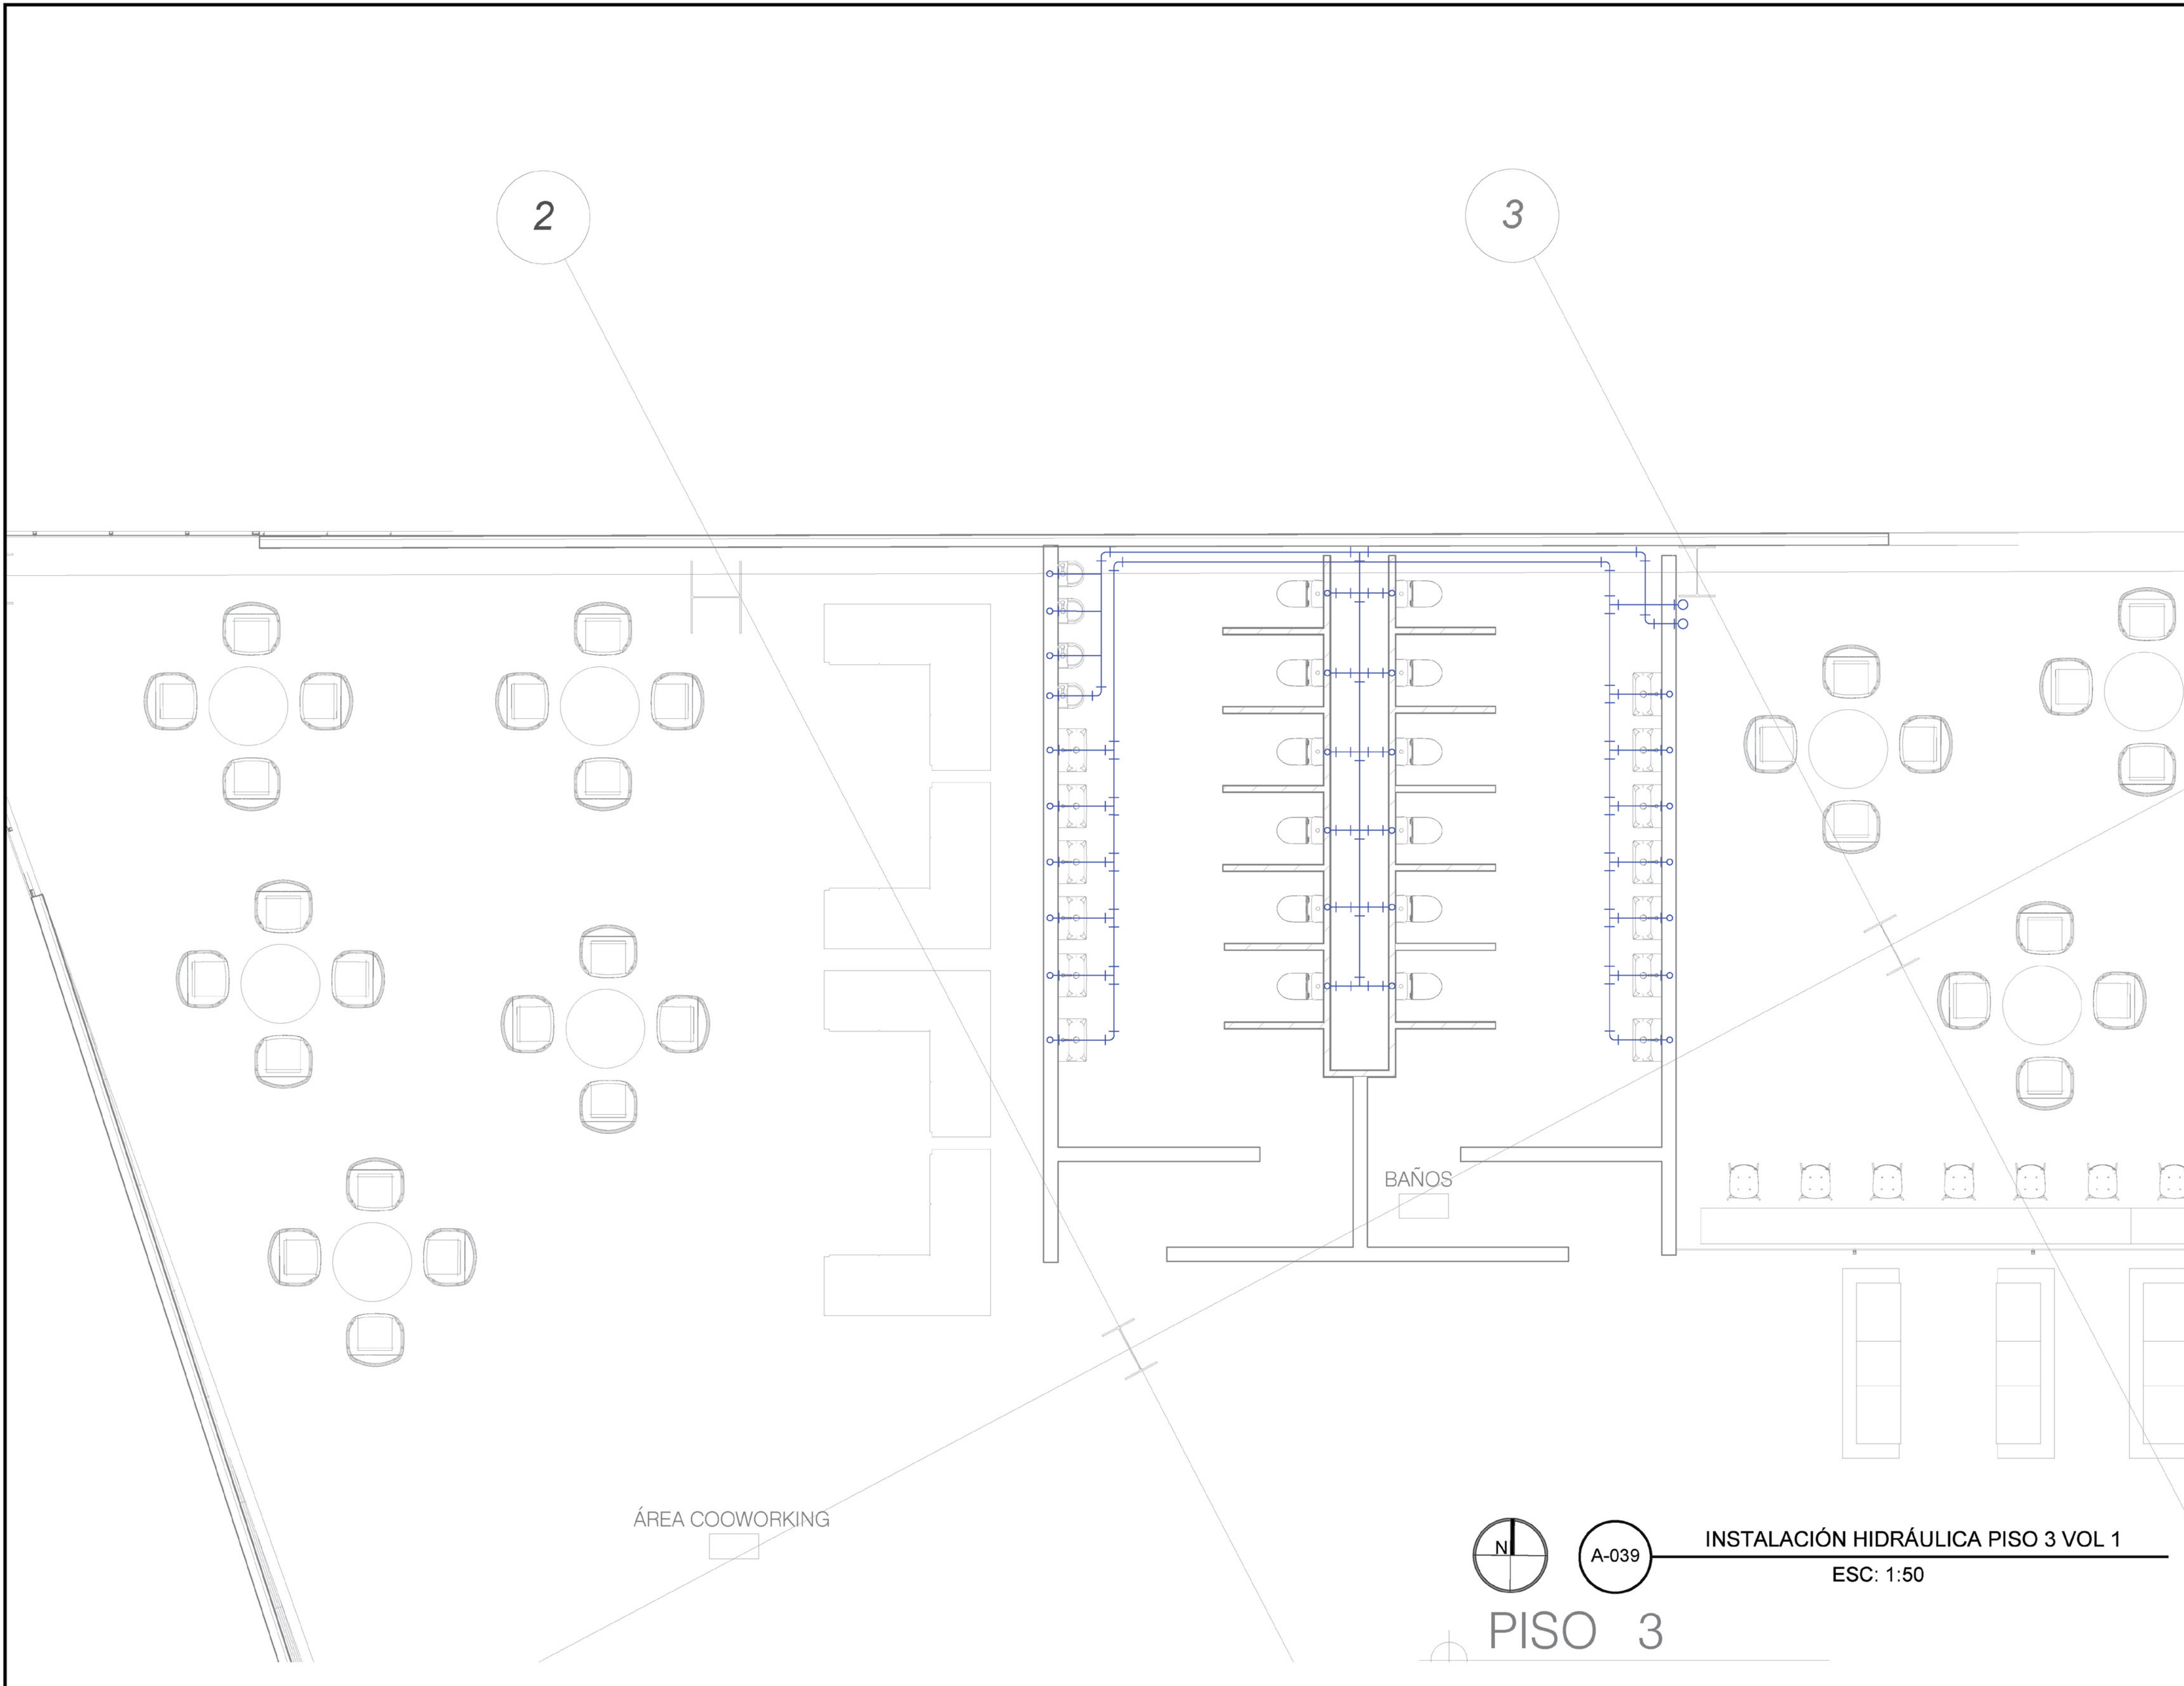 2
3
BAÑOS
ÁREA COOWORKING
N
A-039
INSTALACIÓN HIDRÁULICA PISO 3 VOL 1
ESC: 1:50
PISO 3